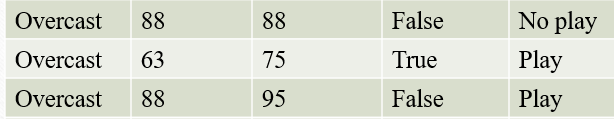 Overcast 88 88 False No play
Overcast 63 75 True Play
Overcast 88 95 False Play